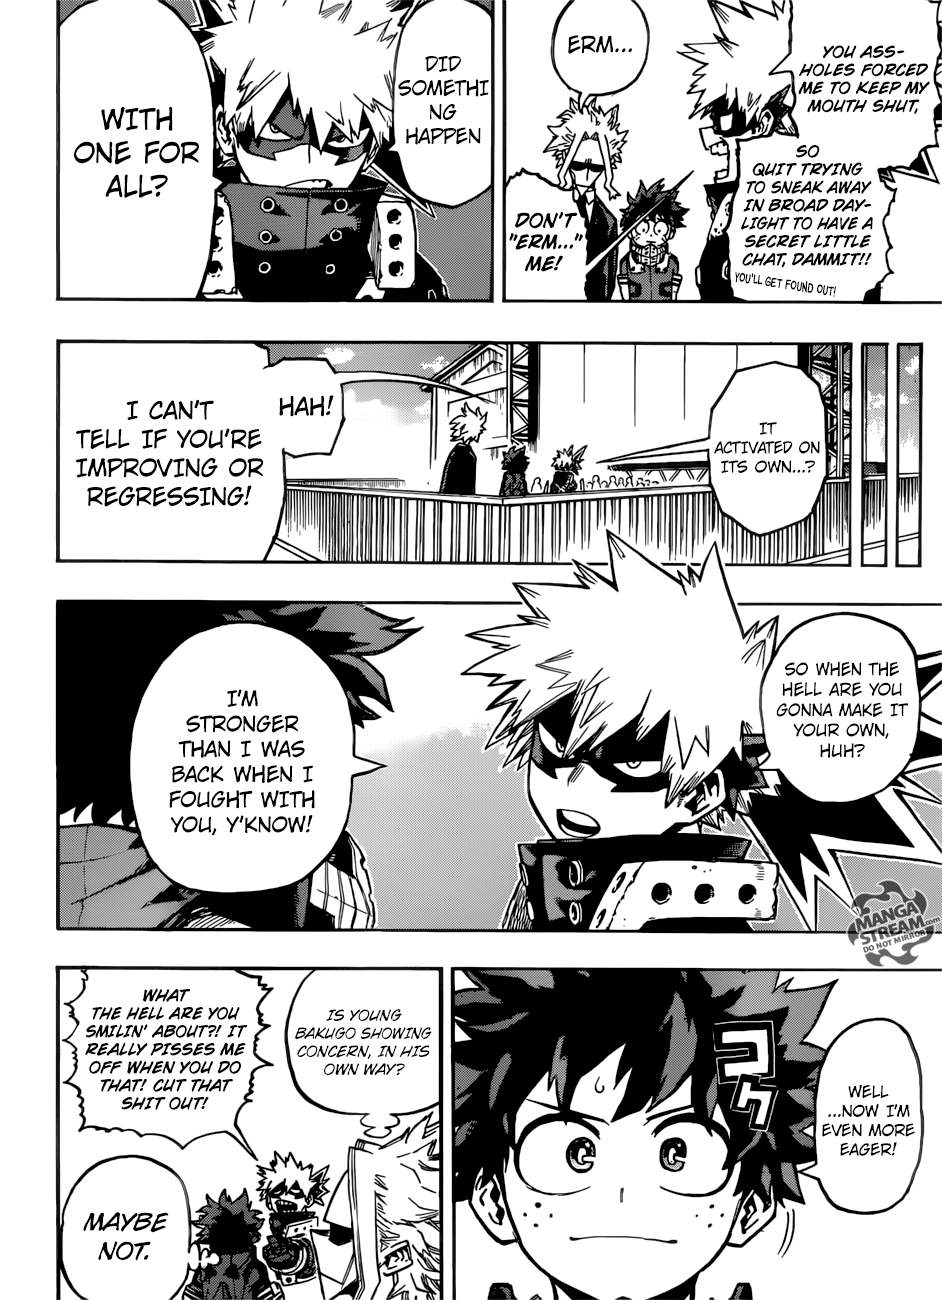 YOU ASS-
HOLES FORCED
ME TO KEEP MY
MOUTH SHUT,
SO
QUIT TRYING
TO SNEAK AWAY
IN BROAD DAY-
LIGHT TO HAVE A
SECRET LITTLE
CHAT, DAMMIT!!
YOU'LL GET FOUND OUT!
ERM...
DON'T
"ERM..."
ME!
DID
SOMETHI
NG
HAPPEN
WITH
ONE FOR
ALL?
IT
ACTIVATED ON
ITS OWN...?
HAH!
I CAN'T
TELL IF YOU'RE
IMPROVING OR
REGRESSING!
SO WHEN THE
HELL ARE YOU
GONNA MAKE IT
YOUR OWN,
HUH?
I'M
STRONGER
THAN I WAS
BACK WHEN I
FOUGHT WITH
YOU, Y'KNOW!
MANGA
STREAM.com
DO NOT MIRROR
WELL
...NOW I'M
EVEN MORE
EAGER!
コク
IS YOUNG
BAKUGO SHOWING
CONCERN, IN HIS
OWN WAY?
WHAT
THE HELL ARE YOU
SMILIN' ABOUT?! IT
REALLY PISSES ME
OFF WHEN YOU DO
THAT! CUT THAT
SHIT OUT!
MAYBE
NOT.